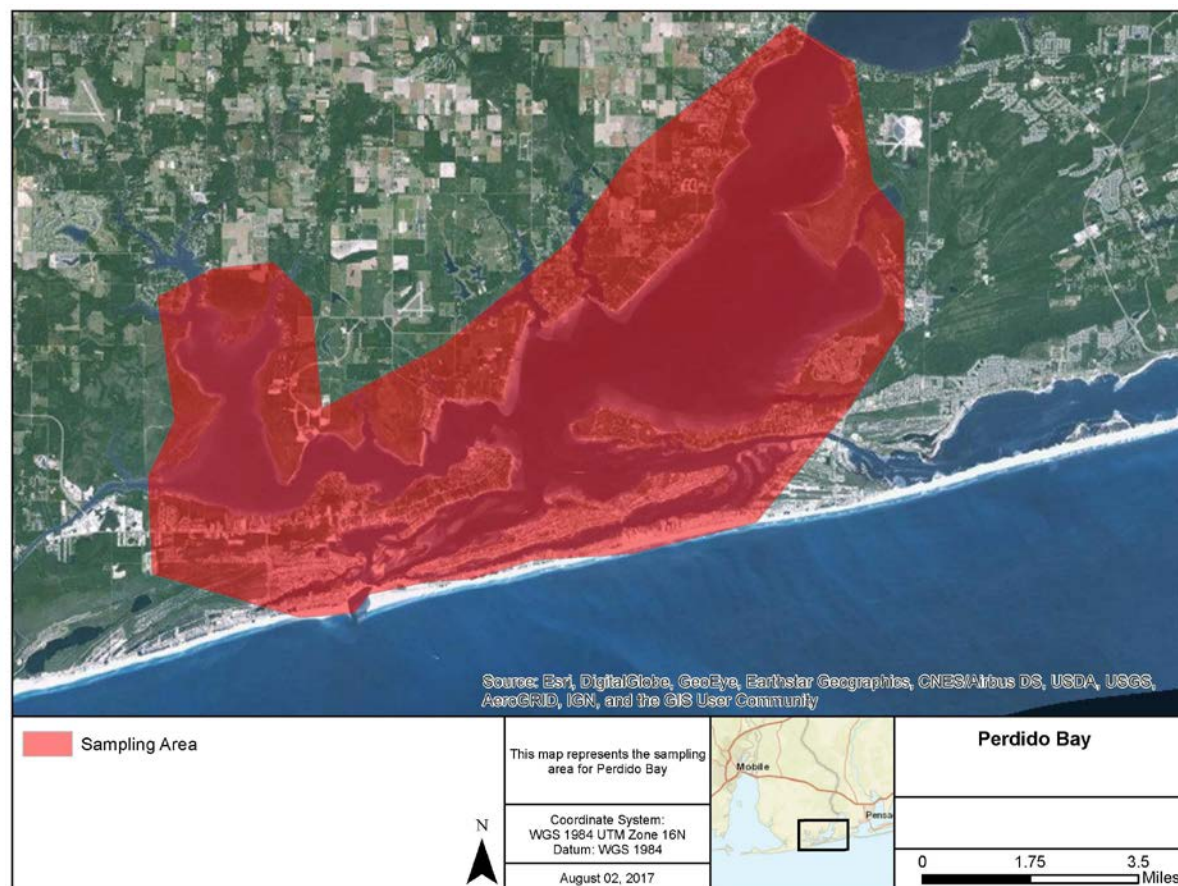 Source: Esri, DigitalGlobe, GeoEye, Earthstar Geographics, CNES/Airbus DS, USDA, USGS,
AeroGRID, IGN, and the GIS User Community
Sampling Area
N
This map represents the sampling
area for Perdido Bay
Coordinate System:
WGS 1984 UTM Zone 16N
Datum: WGS 1984
August 02, 2017
Mobile
Pensa
Perdido Bay
0 1.75 3.5
Miles